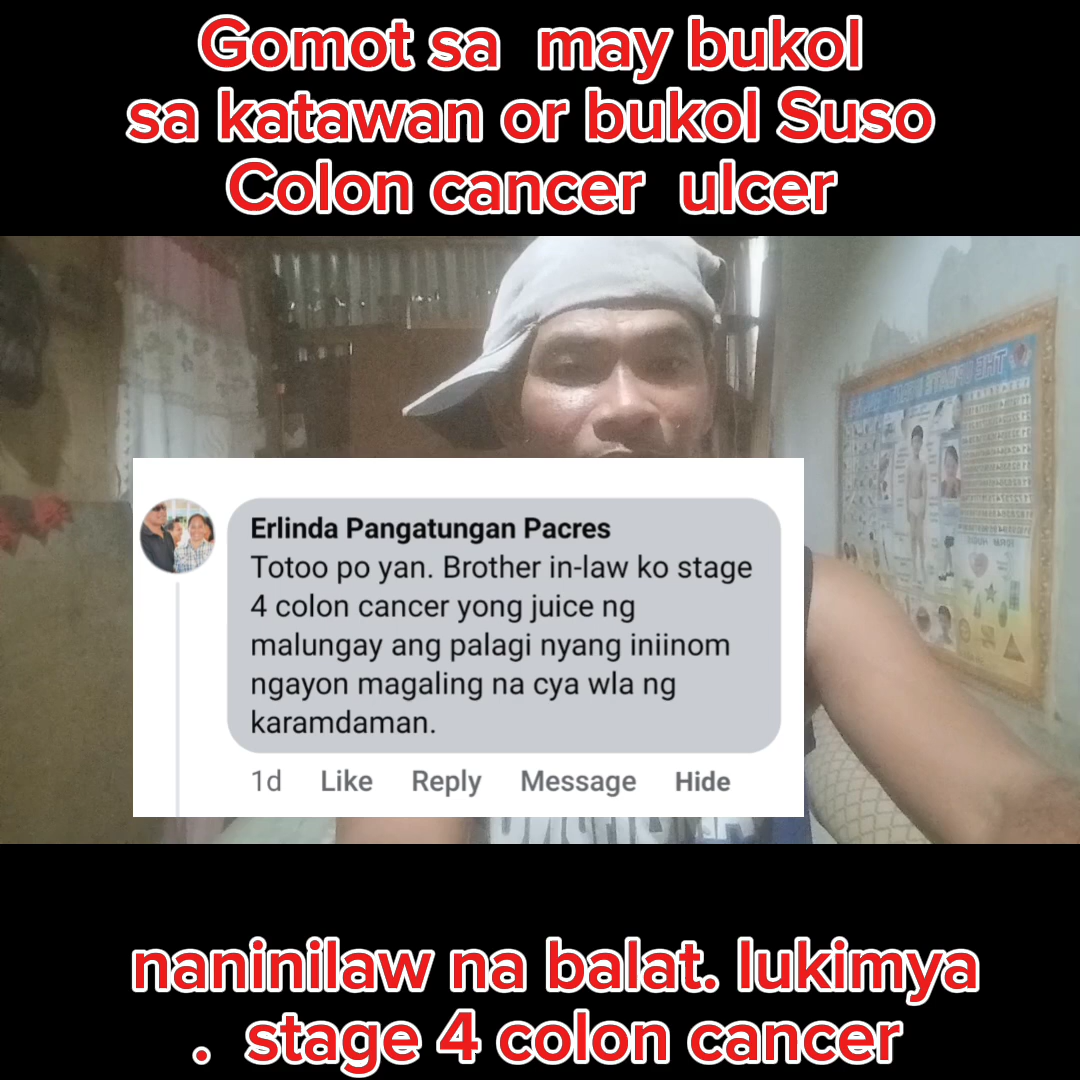 Gomot sa may bukol
sa katawan or bukol Suso
Colon cancer ulcer
Erlinda Pangatungan Pacres
Totoo po yan. Brother in-law ko stage
4 colon cancer yong juice ng
malungay ang palagi nyang iniinom
ngayon magaling na cya wla ng
karamdaman.
1d Like Reply Message Hide
naninilaw na balat. lukimya
. stage 4 colon cancer